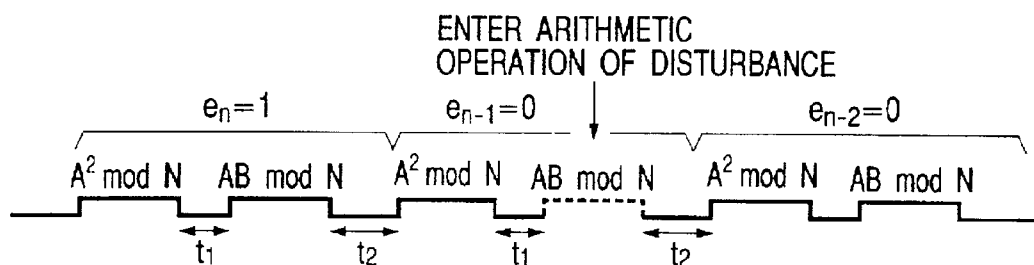 ENTER ARITHMETIC
OPERATION OF DISTURBANCE
eₙ=1 eₙ₋₁=0 eₙ₋₂=0
A² mod N AB mod N A² mod N AB mod N A² mod N AB mod N
t₁ t₂ t₁ t₂